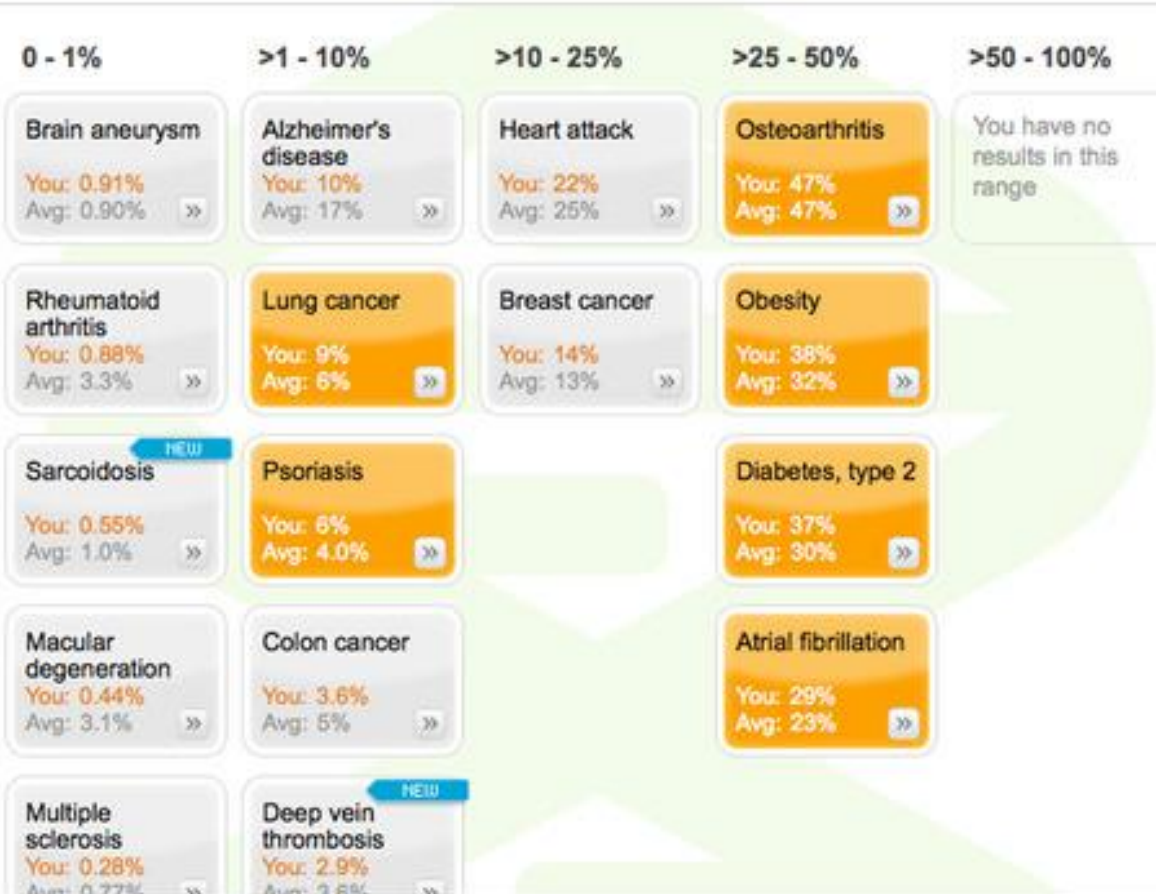 0 - 1%
>1 - 10%
>10 - 25%
>25 - 50%
>50 - 100%
Brain aneurysm
You: 0.91%
Avg: 0.90%
»
Alzheimer's
disease
You: 10%
Avg: 17%
»
Heart attack
You: 22%
Avg: 25%
»
Osteoarthritis
You: 47%
Avg: 47%
»
You have no
results in this
range
Rheumatoid
arthritis
You: 0.88%
Avg: 3.3%
»
Lung cancer
You: 9%
Avg: 6%
»
Breast cancer
You: 14%
Avg: 13%
»
Obesity
You: 38%
Avg: 32%
»
NEW
Sarcoidosis
You: 0.55%
Avg: 1.0%
»
Psoriasis
You: 6%
Avg: 4.0%
»
Diabetes, type 2
You: 37%
Avg: 30%
»
Macular
degeneration
You: 0.44%
Avg: 3.1%
»
Colon cancer
You: 3.6%
Avg: 5%
»
Atrial fibrillation
You: 29%
Avg: 23%
»
Multiple
sclerosis
You: 0.28%
Avg: 0.77%
»
NEW
Deep vein
thrombosis
You: 2.9%
Avg: 3.6%
»